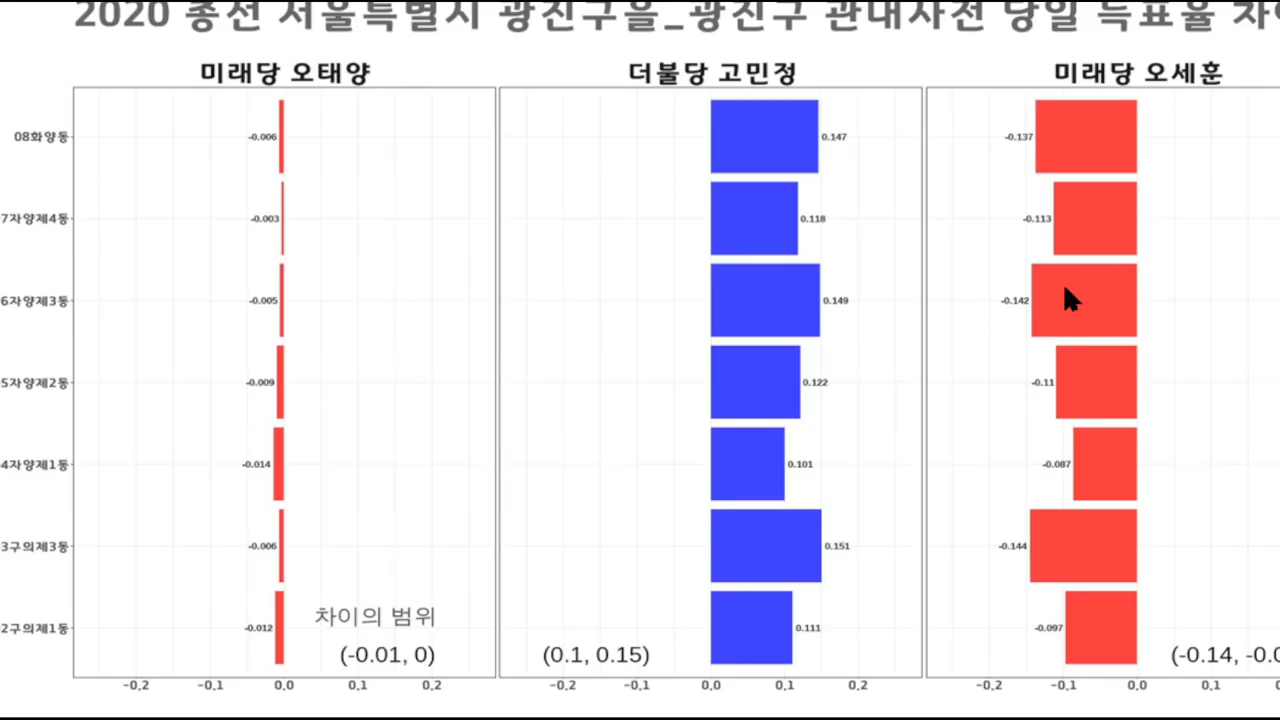 2020 총선 서울특별시 광진구을_광진구 관내사전 당일 득표율 차이
미래당 오태양 더불당 고민정 미래당 오세훈
08화양동 -0.006 0.147 -0.137
7자양제4동 -0.003 0.118 -0.113
6자양제3동 -0.005 0.149 -0.142
5자양제2동 -0.009 0.122 -0.11
4자양제1동 -0.014 0.101 -0.087
3구의제3동 -0.006 0.151 -0.144
차이의 범위
2구의제1동 -0.012 0.111 -0.097
(-0.01, 0) (0.1, 0.15) (-0.14, -0.0
-0.2 -0.1 0.0 0.1 0.2 -0.2 -0.1 0.0 0.1 0.2 -0.2 -0.1 0.0 0.1